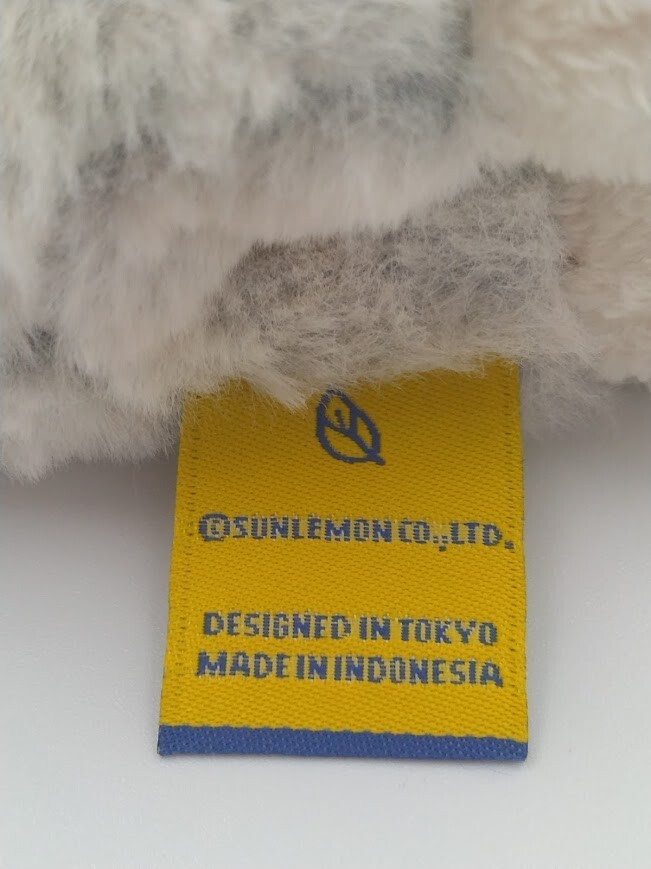 ©SUNLEMON CO.,LTD.
DESIGNED IN TOKYO
MADE IN INDONESIA